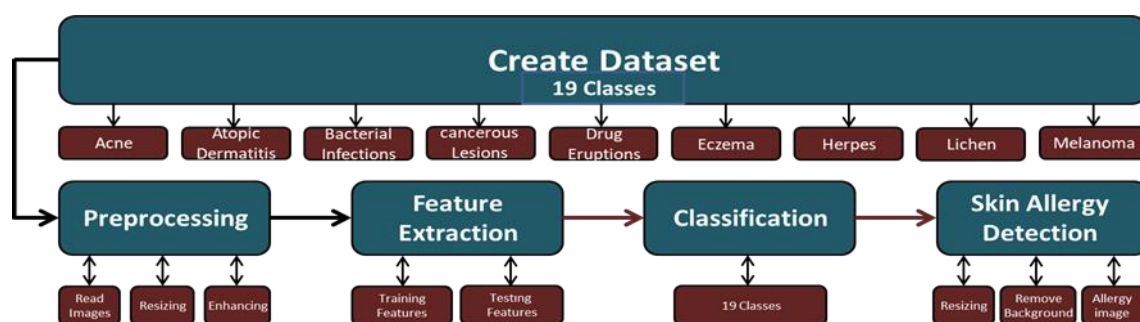 Create Dataset
19 Classes
Acne
Atopic
Dermatitis
Bacterial
Infections
cancerous
Lesions
Drug
Eruptions
Eczema
Herpes
Lichen
Melanoma
Preprocessing
Feature
Extraction
Classification
Skin Allergy
Detection
Read
Images
Resizing
Enhancing
Training
Features
Testing
Features
19 Classes
Resizing
Remove
Background
Allergy
image